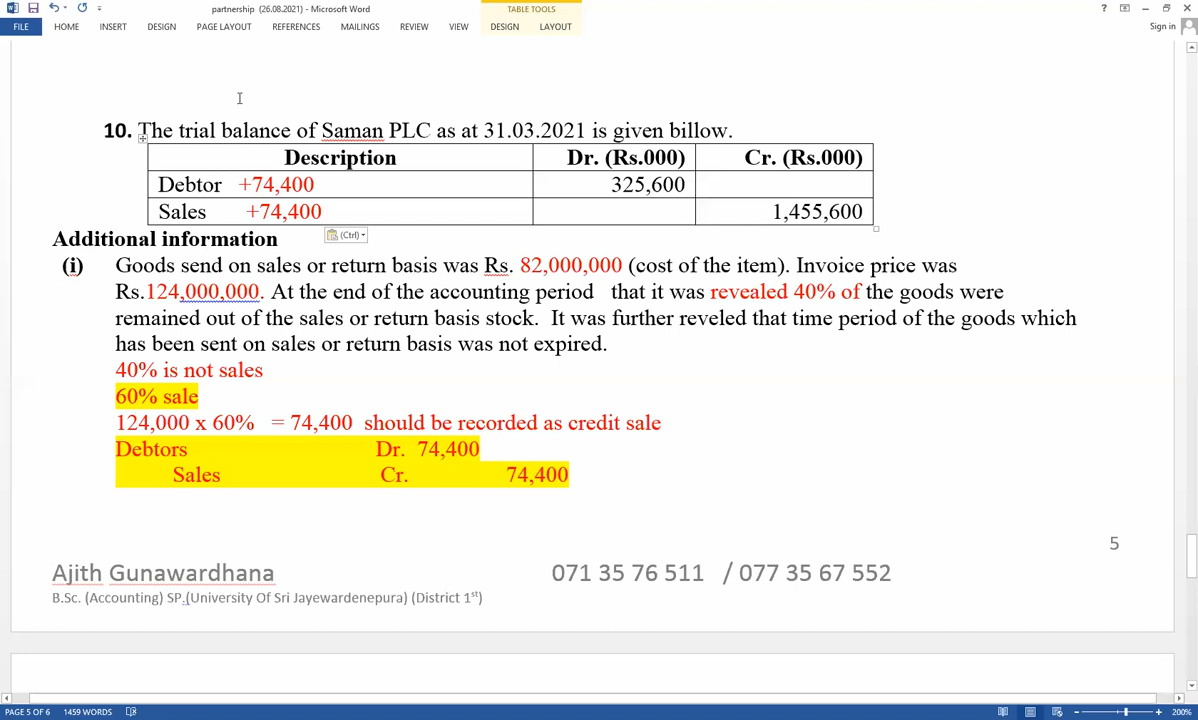 partnership (26.08.2021) - Microsoft Word
TABLE TOOLS
FILE HOME INSERT DESIGN PAGE LAYOUT REFERENCES MAILINGS REVIEW VIEW DESIGN LAYOUT
Sign in
10. The trial balance of Saman PLC as at 31.03.2021 is given billow.
Description Dr. (Rs.000) Cr. (Rs.000)
Debtor +74,400 325,600
Sales +74,400 1,455,600
Additional information
(Ctrl)
(i) Goods send on sales or return basis was Rs. 82,000,000 (cost of the item). Invoice price was
Rs.124,000,000. At the end of the accounting period that it was revealed 40% of the goods were
remained out of the sales or return basis stock. It was further reveled that time period of the goods which
has been sent on sales or return basis was not expired.
40% is not sales
60% sale
124,000 x 60% = 74,400 should be recorded as credit sale
Debtors Dr. 74,400
Sales Cr. 74,400
5
Ajith Gunawardhana 071 35 76 511 / 077 35 67 552
B.Sc. (Accounting) SP.(University Of Sri Jayewardenepura) (District 1st)
PAGE 5 OF 6 1459 WORDS 200%